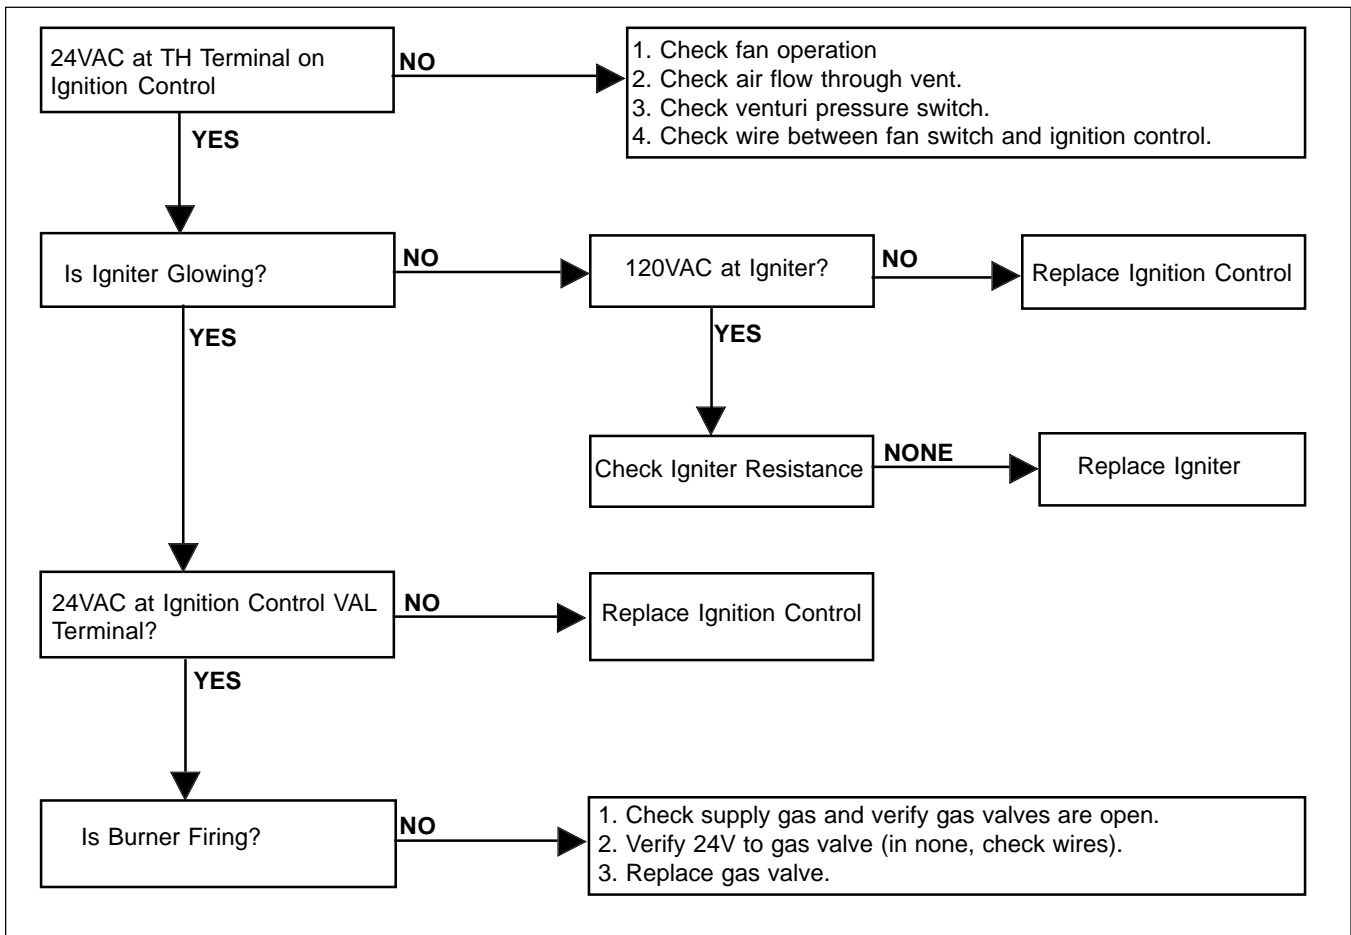 24VAC at TH Terminal on
Ignition Control
NO
1. Check fan operation
2. Check air flow through vent.
3. Check venturi pressure switch.
4. Check wire between fan switch and ignition control.
YES
Is Igniter Glowing?
NO
120VAC at Igniter?
NO
Replace Ignition Control
YES
YES
Check Igniter Resistance
NONE
Replace Igniter
24VAC at Ignition Control VAL
Terminal?
NO
Replace Ignition Control
YES
Is Burner Firing?
NO
1. Check supply gas and verify gas valves are open.
2. Verify 24V to gas valve (in none, check wires).
3. Replace gas valve.